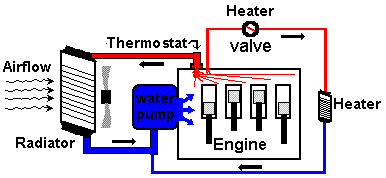 Heater
valve
Thermostat
Airflow
water
pump
Heater
Radiator
Engine